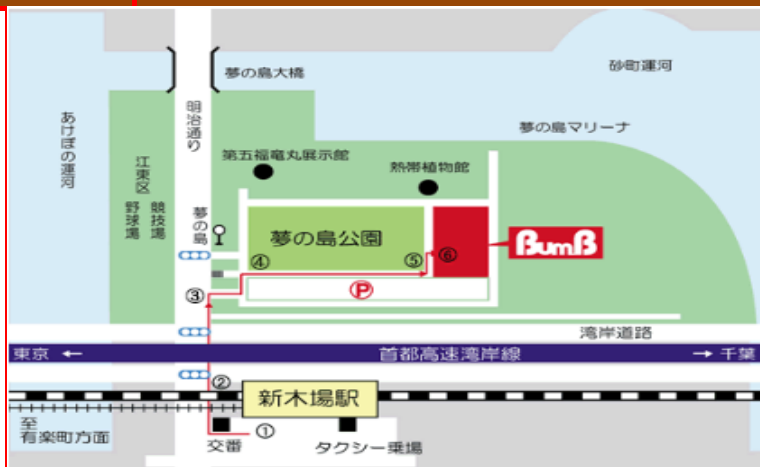 夢の島大橋
砂町運河
あけぼの運河
明治通り
夢の島マリーナ
江東区
野球場
競技場
第五福竜丸展示館
熱帯植物館
夢の島
夢の島公園
BumB
④
⑤
⑥
③
P
湾岸道路
東京 ←
首都高速湾岸線
→ 千葉
②
新木場駅
至
有楽町方面
①
交番
タクシー乗場